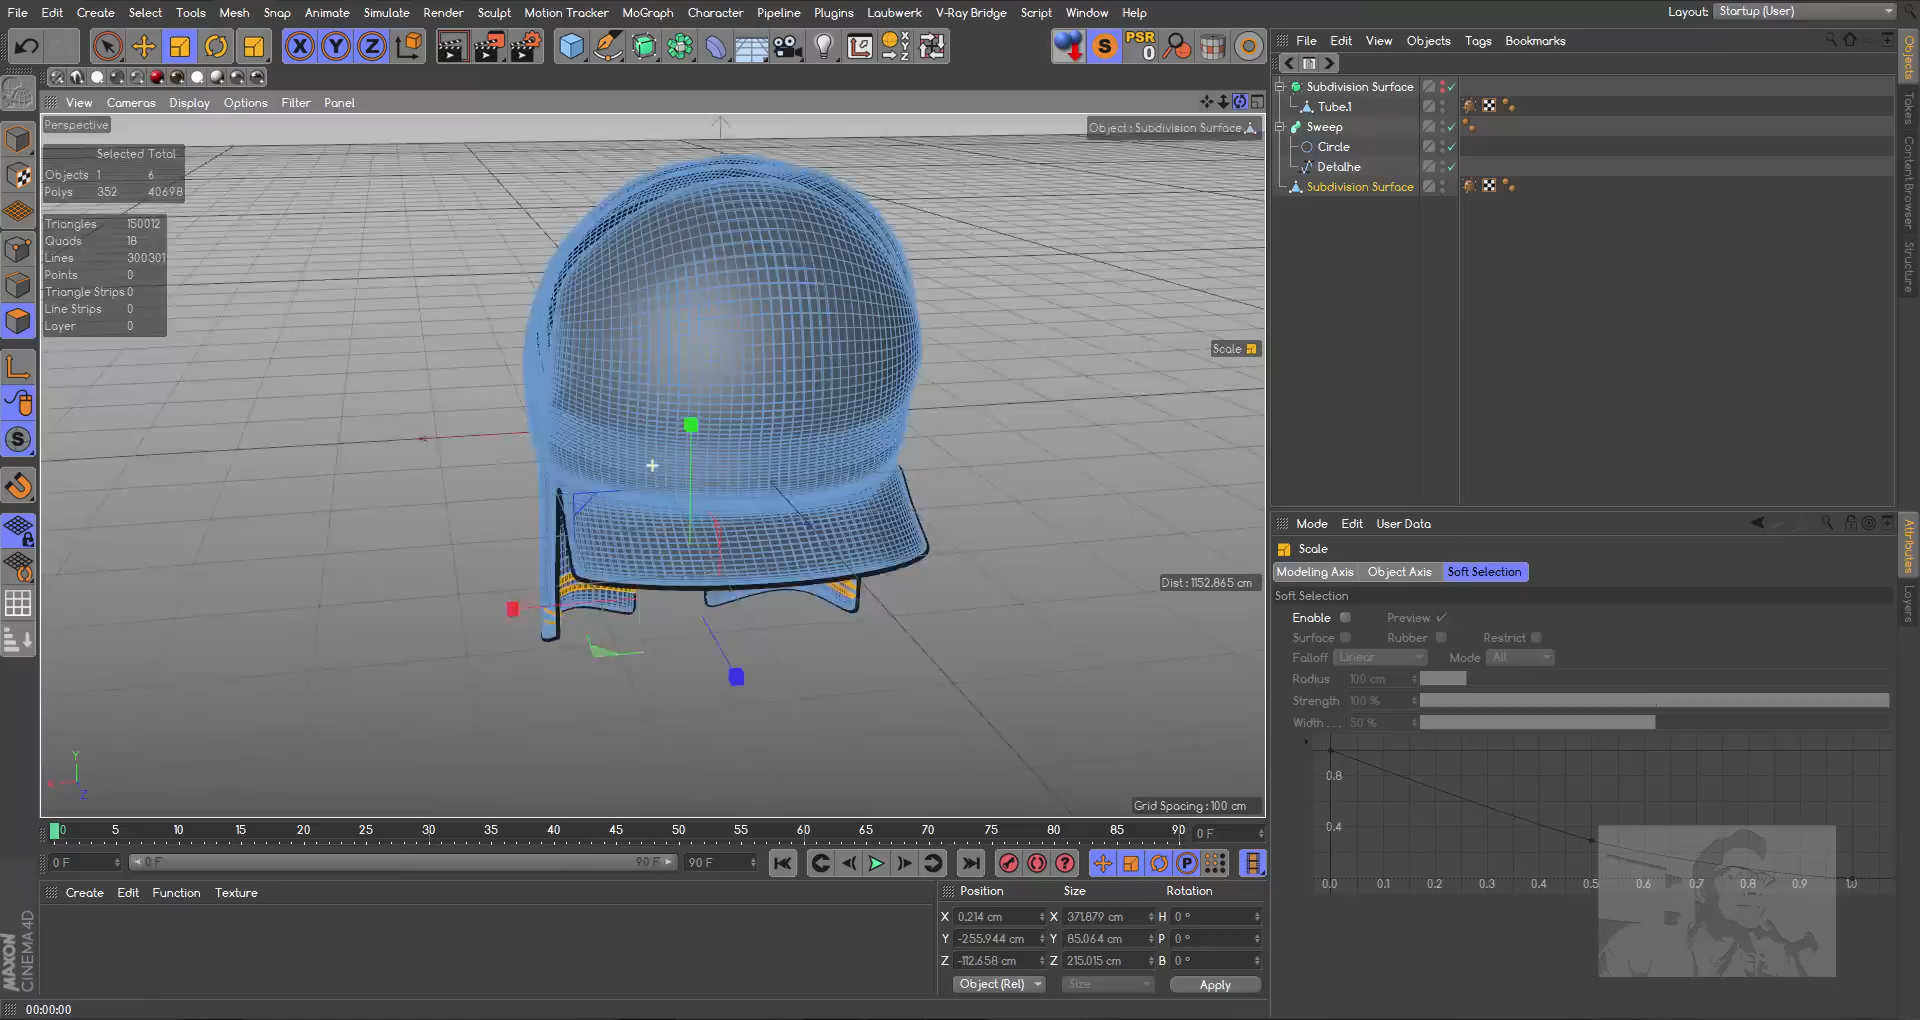 File Edit Create Select Tools Mesh Snap Animate Simulate Render Sculpt Motion Tracker MoGraph Character Pipeline Plugins Laubwerk V-Ray Bridge Script Window Help Layout: Startup (User)
PSR
0
File Edit View Objects Tags Bookmarks
Subdivision Surface
Tube.1
Sweep
Circle
Detalhe
Subdivision Surface
Objects
Takes
Content Browser
Structure
View Cameras Display Options Filter Panel
Perspective
Object : Subdivision Surface
Selected Total
Objects 1 6
Polys 352 40698
Triangles 150012
Quads 18
Lines 300301
Points 0
Triangle Strips 0
Line Strips 0
Layer 0
Scale
Dist : 1152.865 cm
Grid Spacing : 100 cm
Y
X
Z
Mode Edit User Data
Scale
Modeling Axis Object Axis Soft Selection
Soft Selection
Enable Preview
Surface Rubber Restrict
Falloff Linear Mode All
Radius 100 cm
Strength 100 %
Width . . . 50 %
0.8
0.4
0.0 0.1 0.2 0.3 0.4 0.5 0.6 0.7 0.8 0.9 1.0
Attributes
Layers
0 5 10 15 20 25 30 35 40 45 50 55 60 65 70 75 80 85 90 0 F
0 F 0 F 90 F 90 F
Create Edit Function Texture
Position Size Rotation
X 0.214 cm X 371.879 cm H 0 °
Y -255.944 cm Y 85.064 cm P 0 °
Z -112.658 cm Z 215.015 cm B 0 °
Object (Rel) Size Apply
MAXON
CINEMA4D
00:00:00